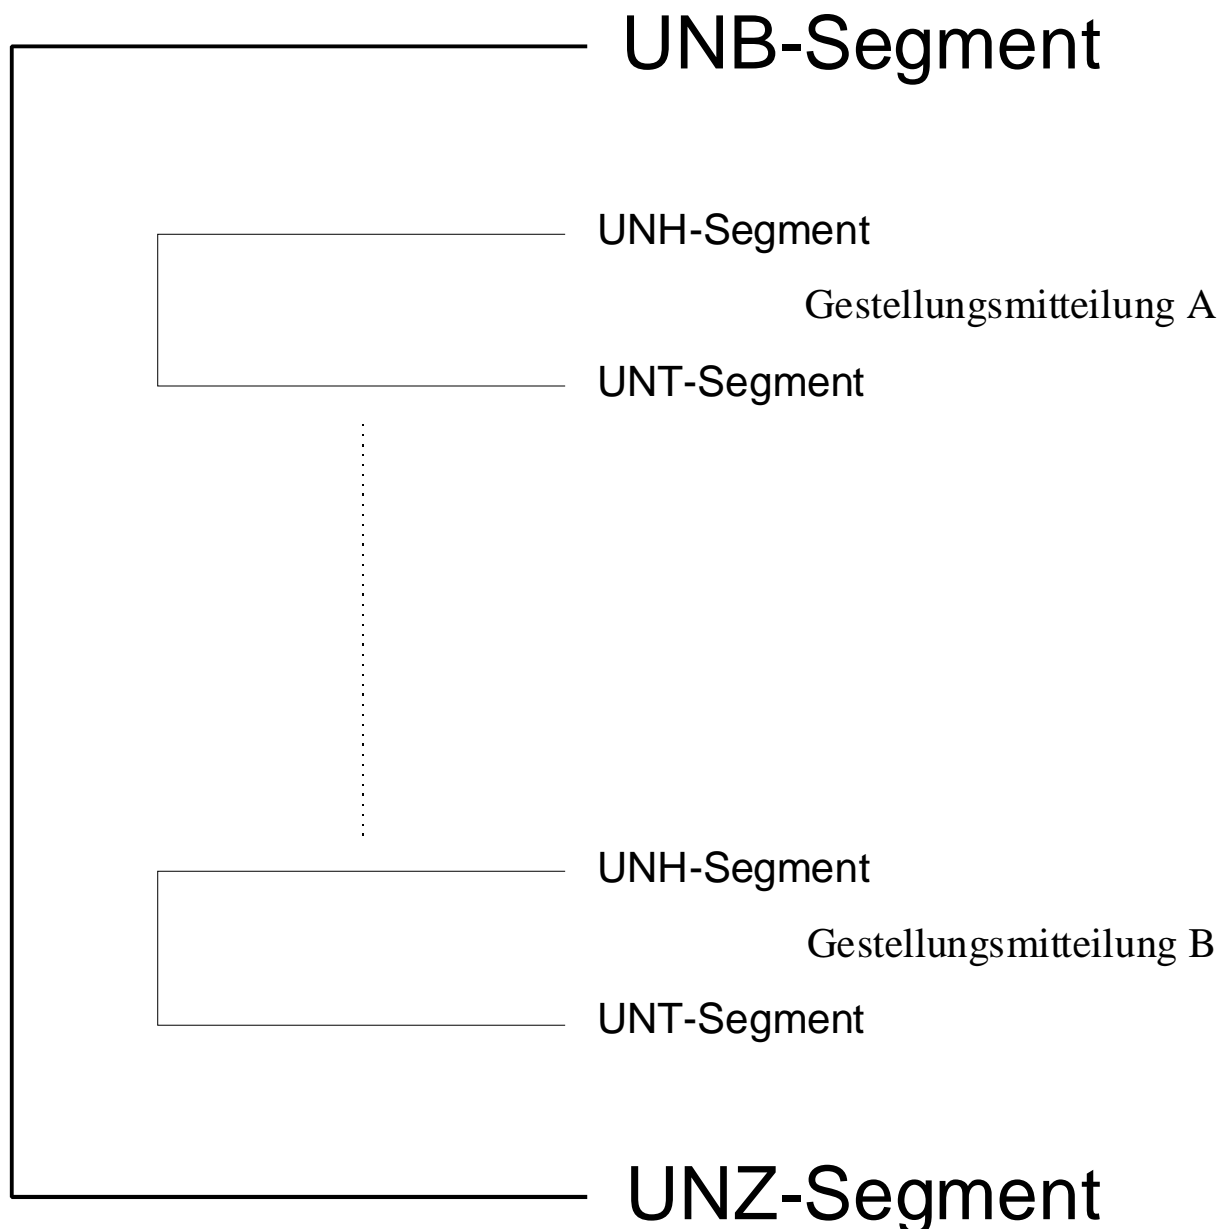 UNB-Segment
UNH-Segment
Gestellungsmitteilung A
UNT-Segment
UNH-Segment
Gestellungsmitteilung B
UNT-Segment
UNZ-Segment